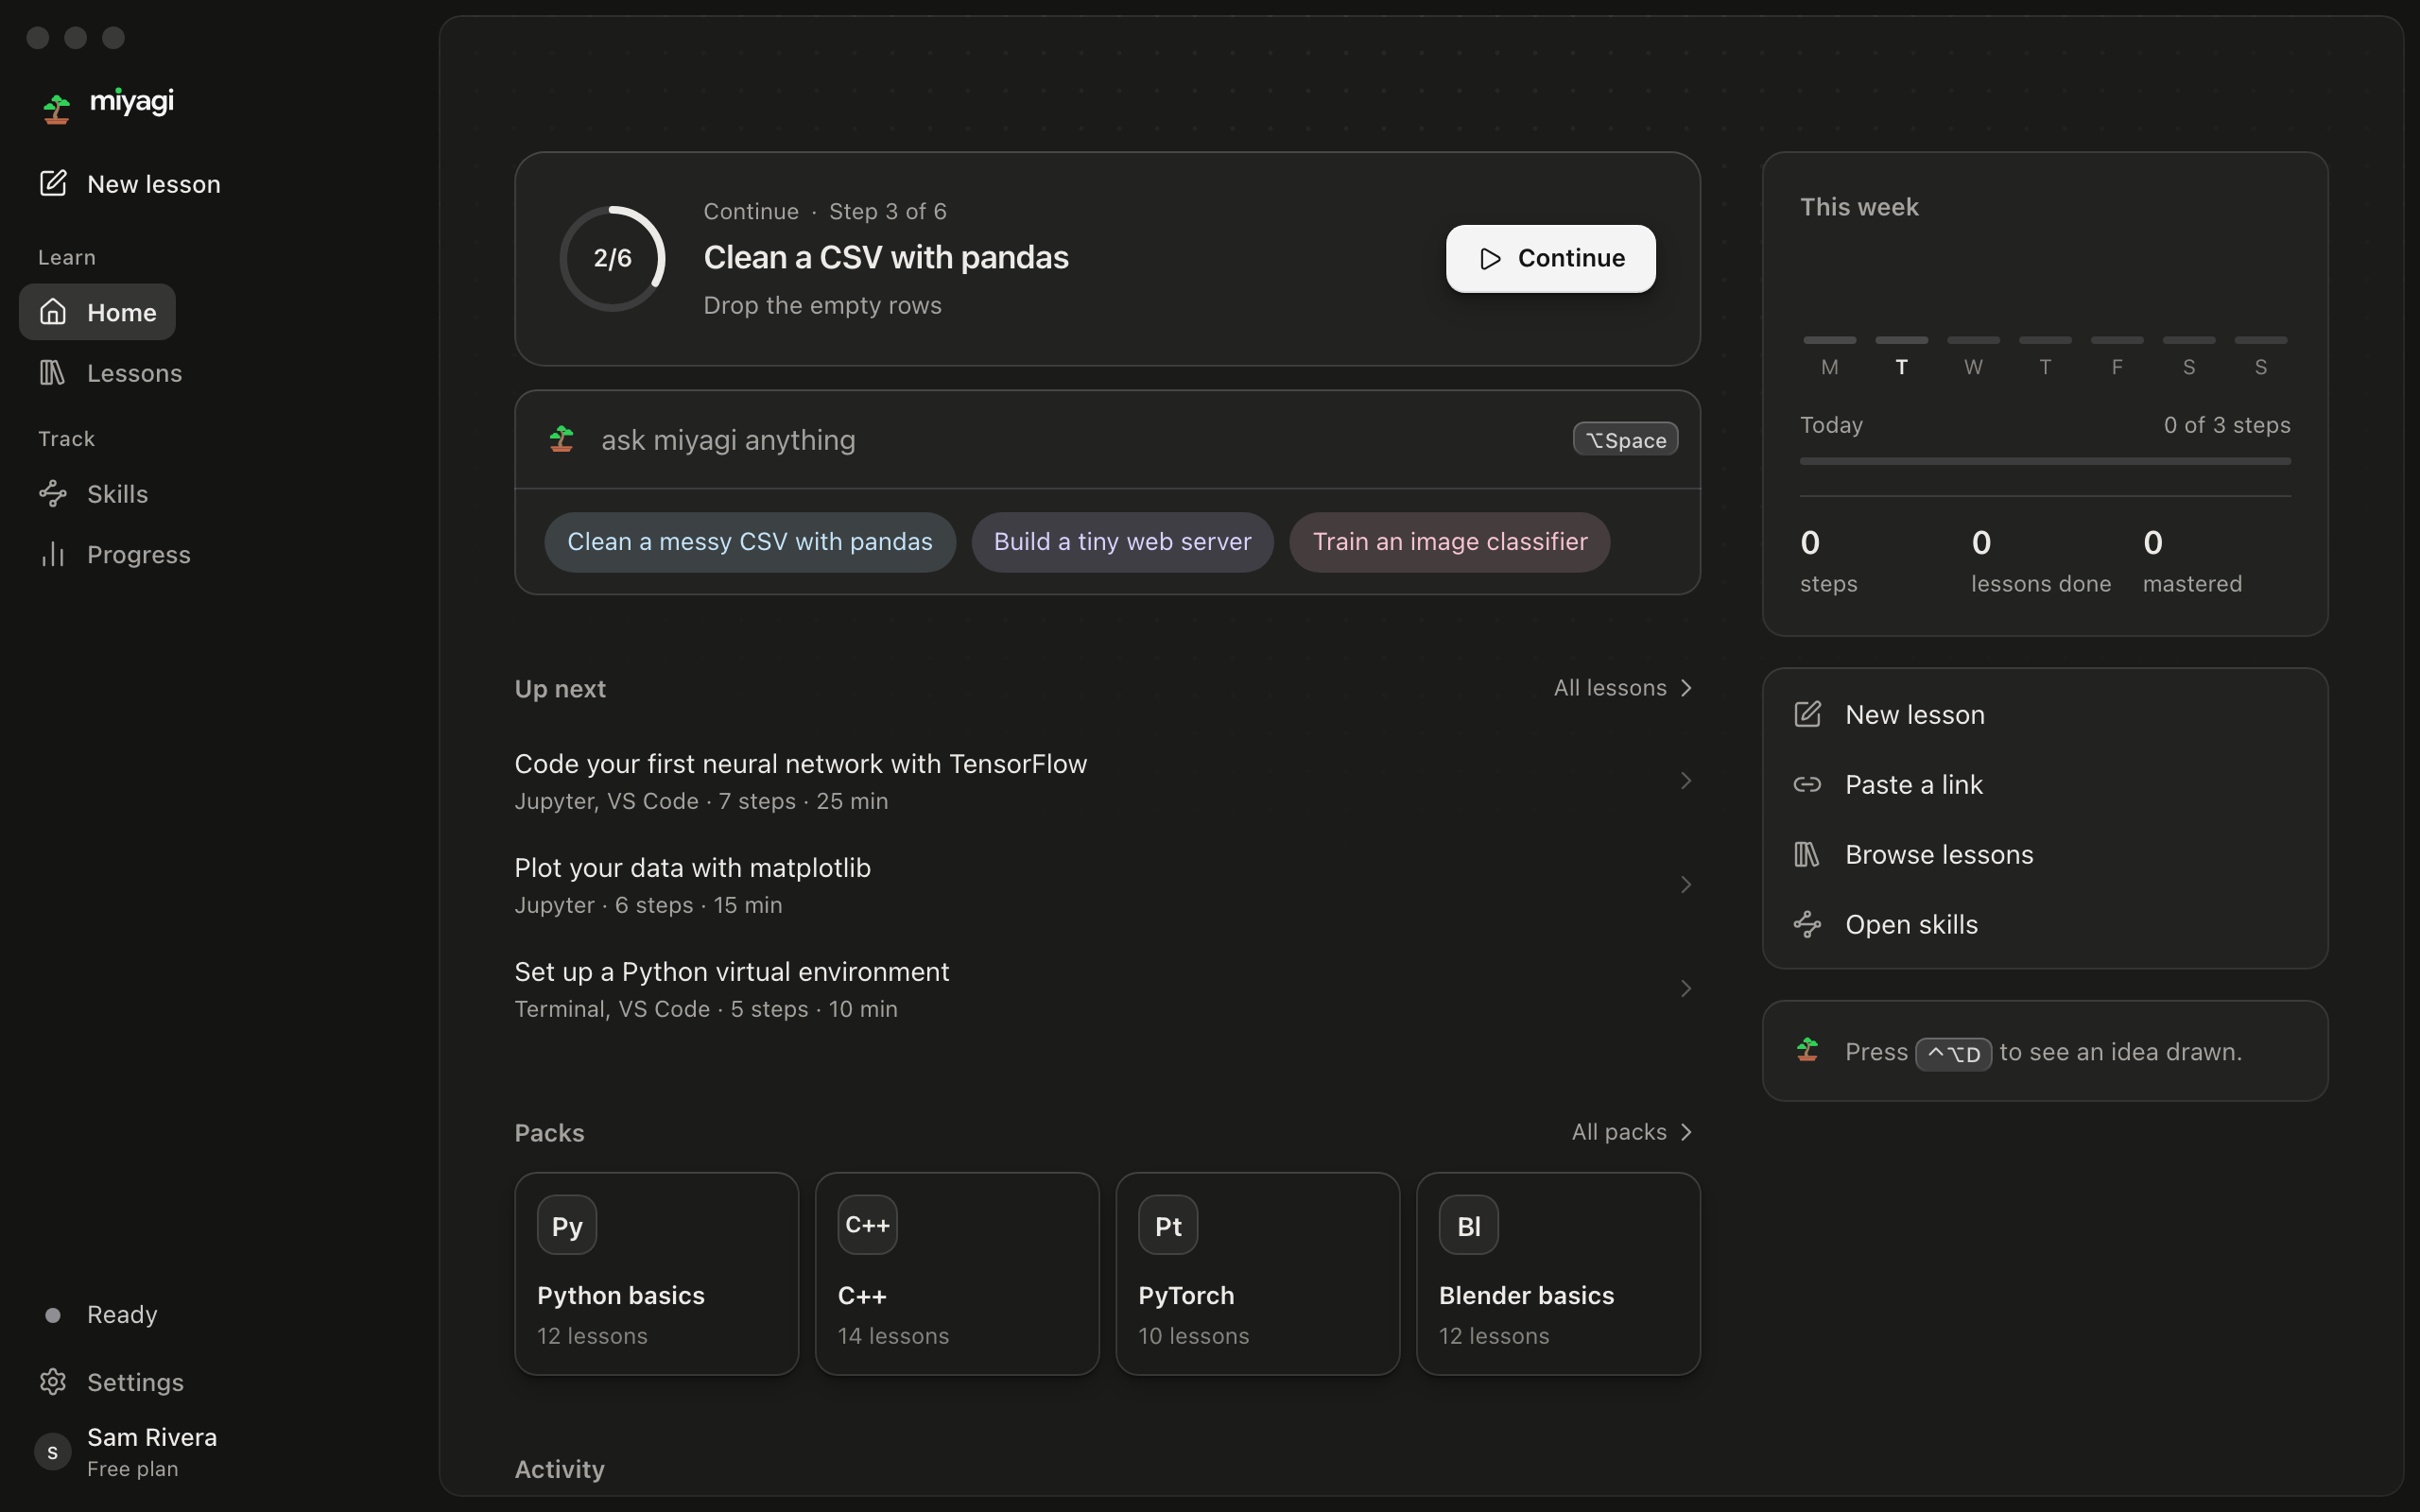 miyagi
New lesson
Learn
Home
Lessons
Track
Skills
Progress
Ready
Settings
S
Sam Rivera
Free plan
2/6
Continue · Step 3 of 6
Clean a CSV with pandas
Drop the empty rows
Continue
ask miyagi anything
⌥Space
Clean a messy CSV with pandas
Build a tiny web server
Train an image classifier
Up next
All lessons
Code your first neural network with TensorFlow
Jupyter, VS Code · 7 steps · 25 min
Plot your data with matplotlib
Jupyter · 6 steps · 15 min
Set up a Python virtual environment
Terminal, VS Code · 5 steps · 10 min
Packs
All packs
Py
Python basics
12 lessons
C++
C++
14 lessons
Pt
PyTorch
10 lessons
Bl
Blender basics
12 lessons
Activity
This week
M T W T F S S
Today
0 of 3 steps
0 steps
0 lessons done
0 mastered
New lesson
Paste a link
Browse lessons
Open skills
Press ⌃⌥D to see an idea drawn.